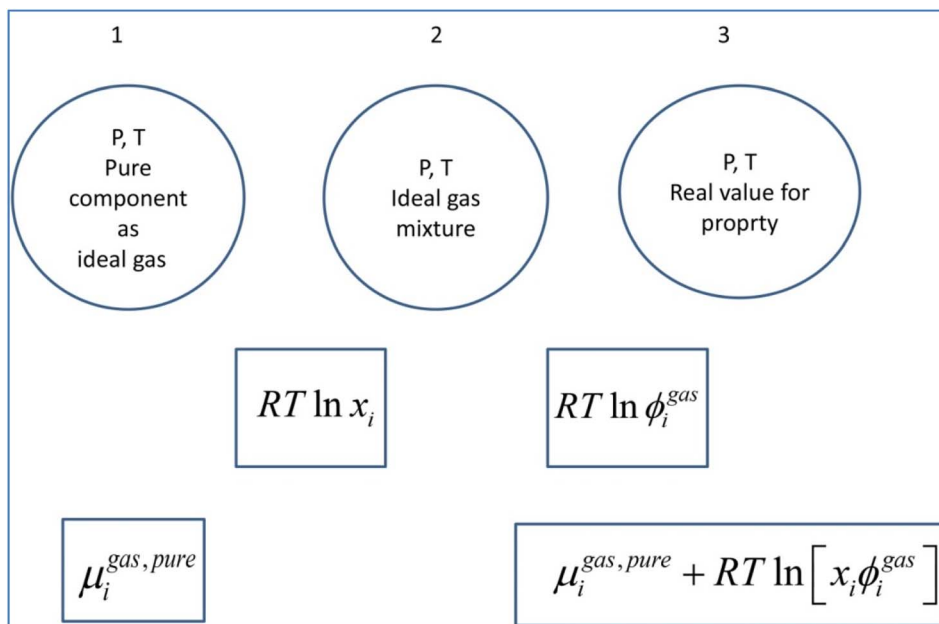 1
2
3
P, T
Pure
component
as
ideal gas
P, T
Ideal gas
mixture
P, T
Real value for
proprty
RT ln x_i
RT ln ϕ_i^{gas}
μ_i^{gas,pure}
μ_i^{gas,pure} + RT ln [x_i ϕ_i^{gas}]